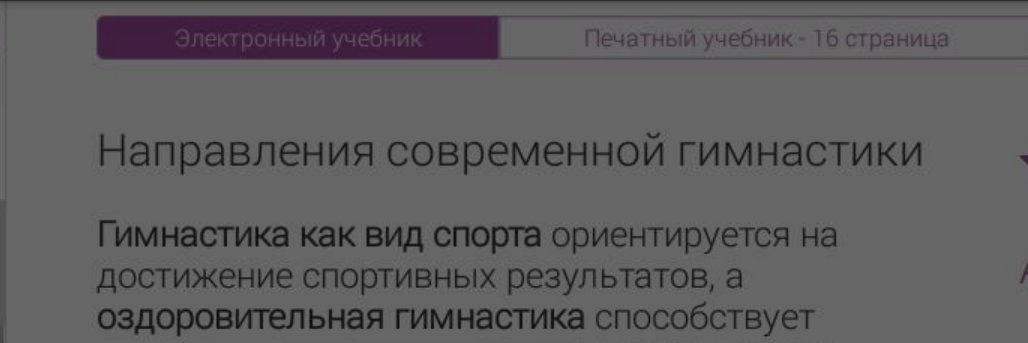 Электронный учебник
Печатный учебник - 16 страница
Направления современной гимнастики
Гимнастика как вид спорта ориентируется на
достижение спортивных результатов, а
оздоровительная гимнастика способствует